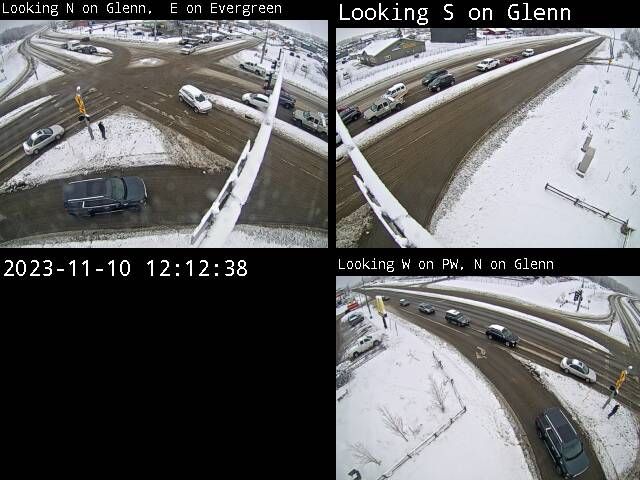 Looking N on Glenn, E on Evergreen
Looking S on Glenn
2023-11-10 12:12:38
Looking W on PW, N on Glenn